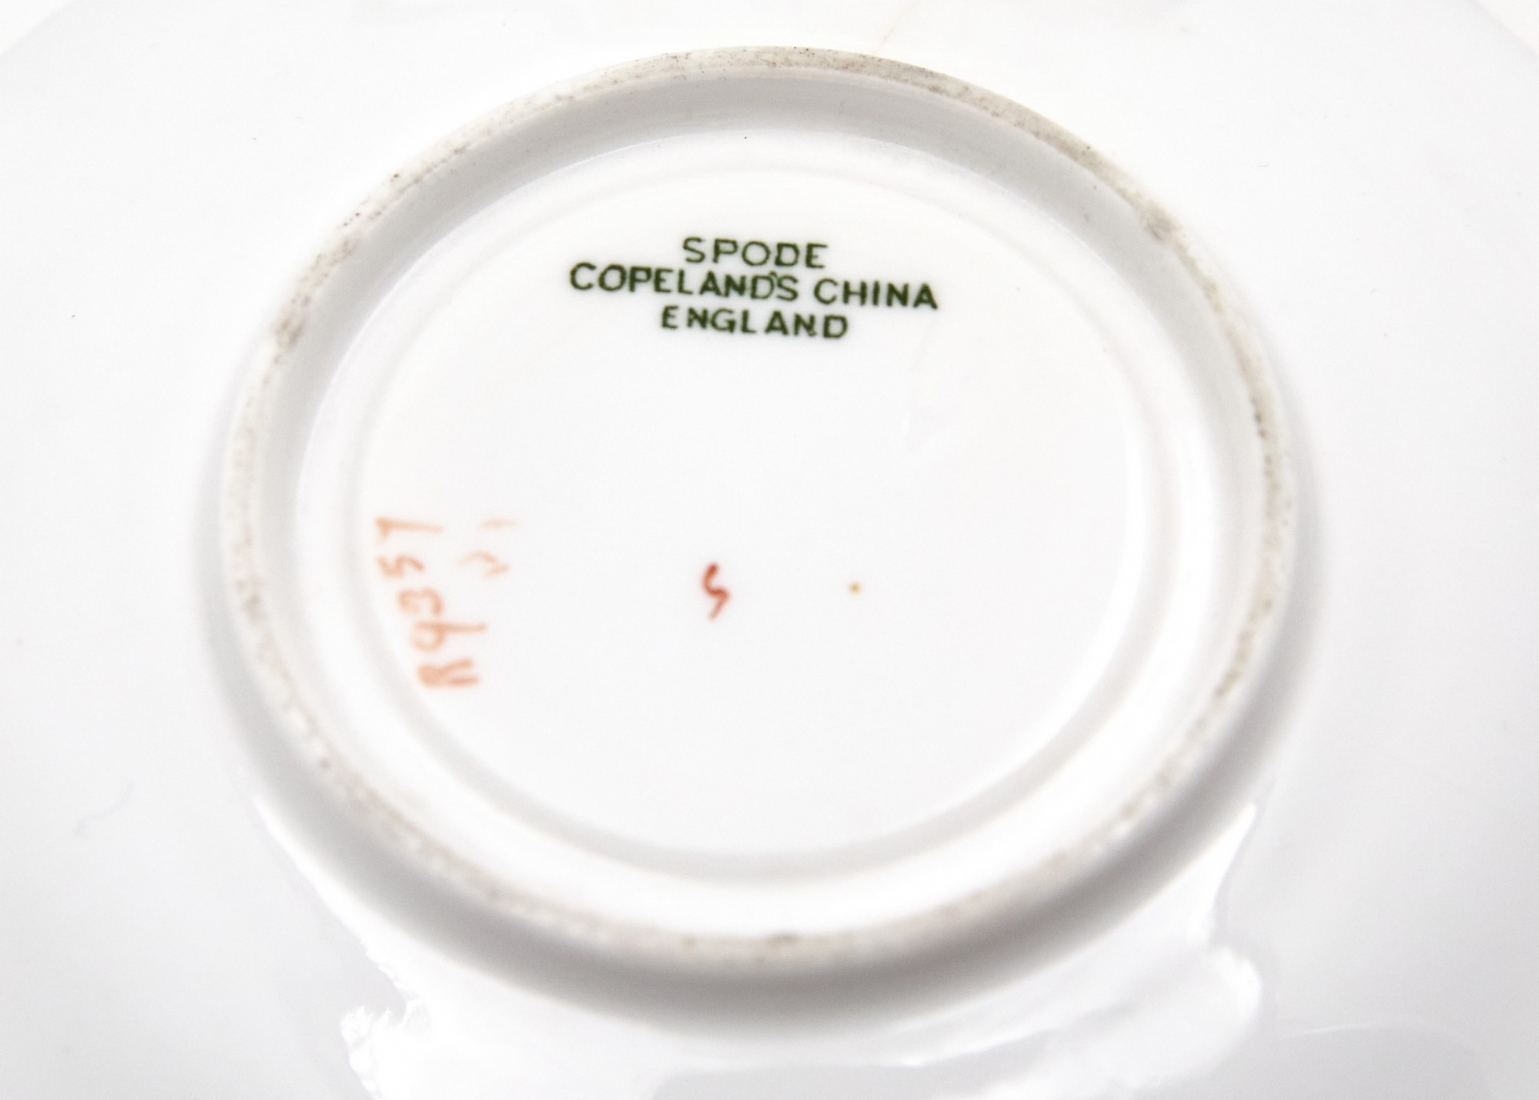 SPODE
COPELAND'S CHINA
ENGLAND
R9357
S